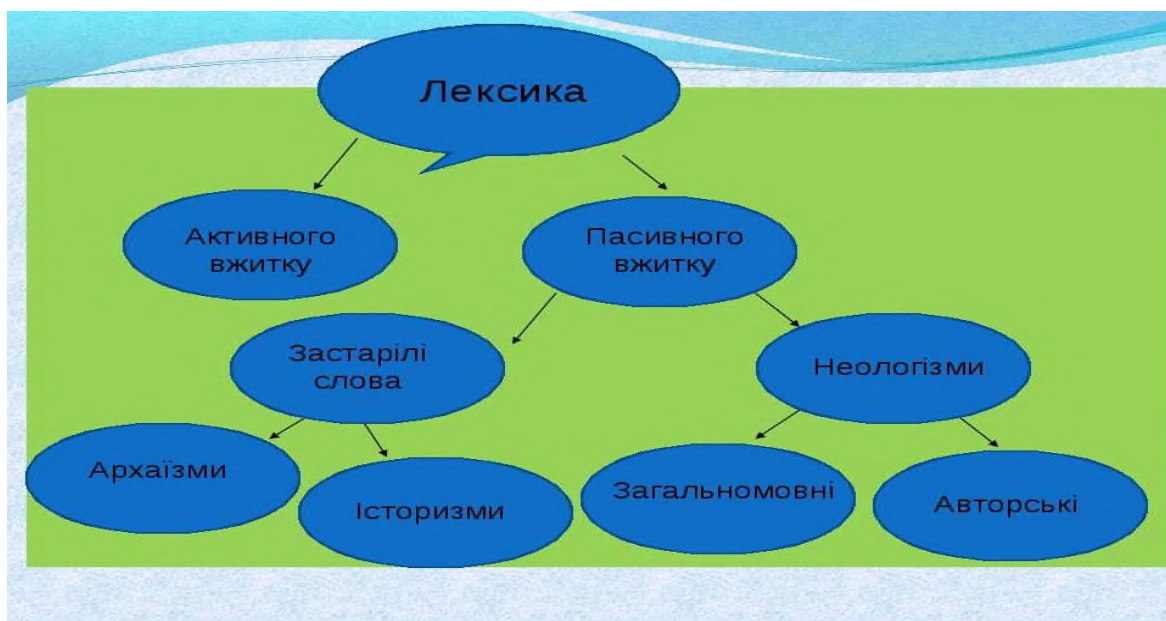 Лексика
Активного
вжитку
Пасивного
вжитку
Застарілі
слова
Неологізми
Архаїзми
Історизми
Загальномовні
Авторські